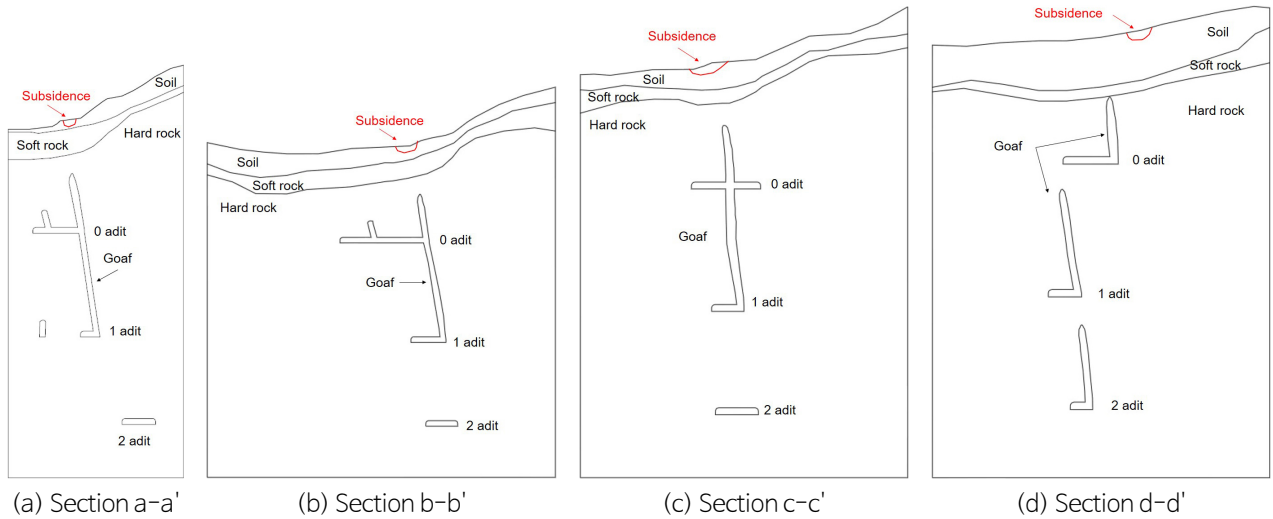 Subsidence
Soil
Soft rock
Hard rock
0 adit
Goaf
1 adit
2 adit
(a) Section a-a'
Subsidence
Soil
Soft rock
Hard rock
0 adit
Goaf
1 adit
2 adit
(b) Section b-b'
Subsidence
Soil
Soft rock
Hard rock
0 adit
Goaf
1 adit
2 adit
(c) Section c-c'
Subsidence
Soil
Soft rock
Hard rock
Goaf
0 adit
1 adit
2 adit
(d) Section d-d'